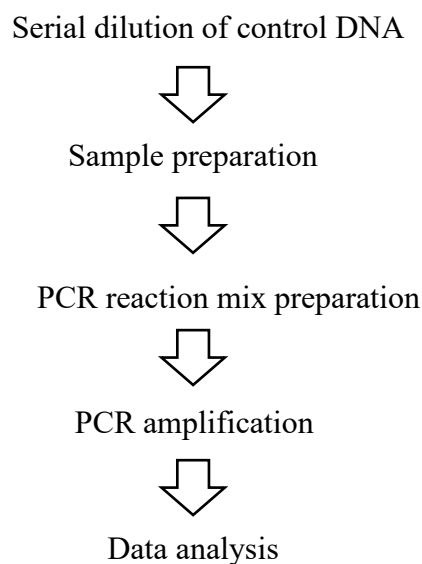 Serial dilution of control DNA
Sample preparation
PCR reaction mix preparation
PCR amplification
Data analysis